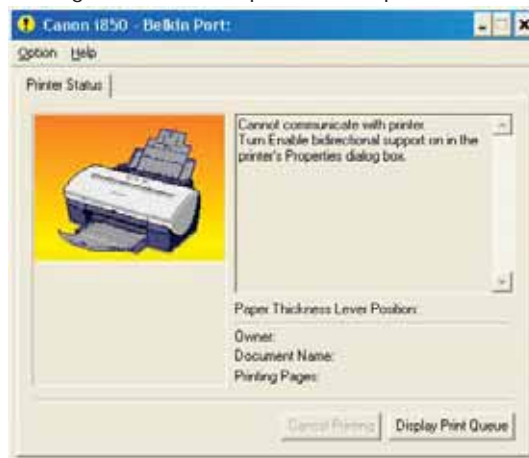 Canon i850 - Belkin Port:
Option Help
Printer Status
Cannot communicate with printer.
Turn Enable bidirectional support on in the
printer's Properties dialog box.
Paper Thickness Lever Position:
Owner:
Document Name:
Printing Pages:
Cancel Printing Display Print Queue